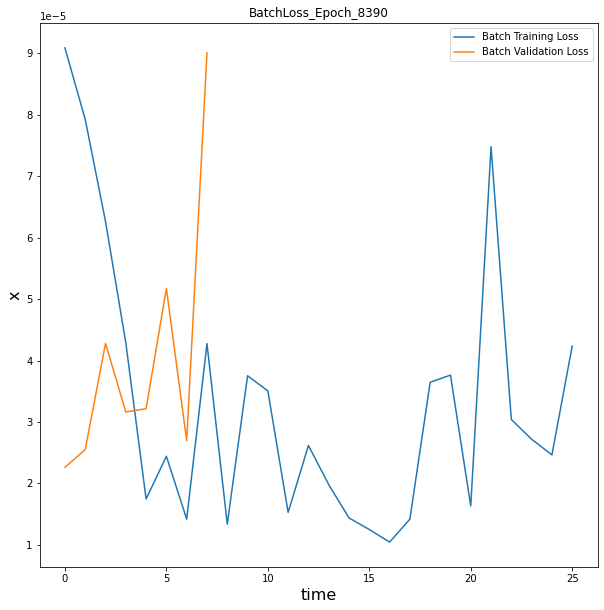 BatchLoss_Epoch_8390
1e−5
Batch Training Loss
Batch Validation Loss
9
8
7
6
5
4
3
2
1
x
0 5 10 15 20 25
time